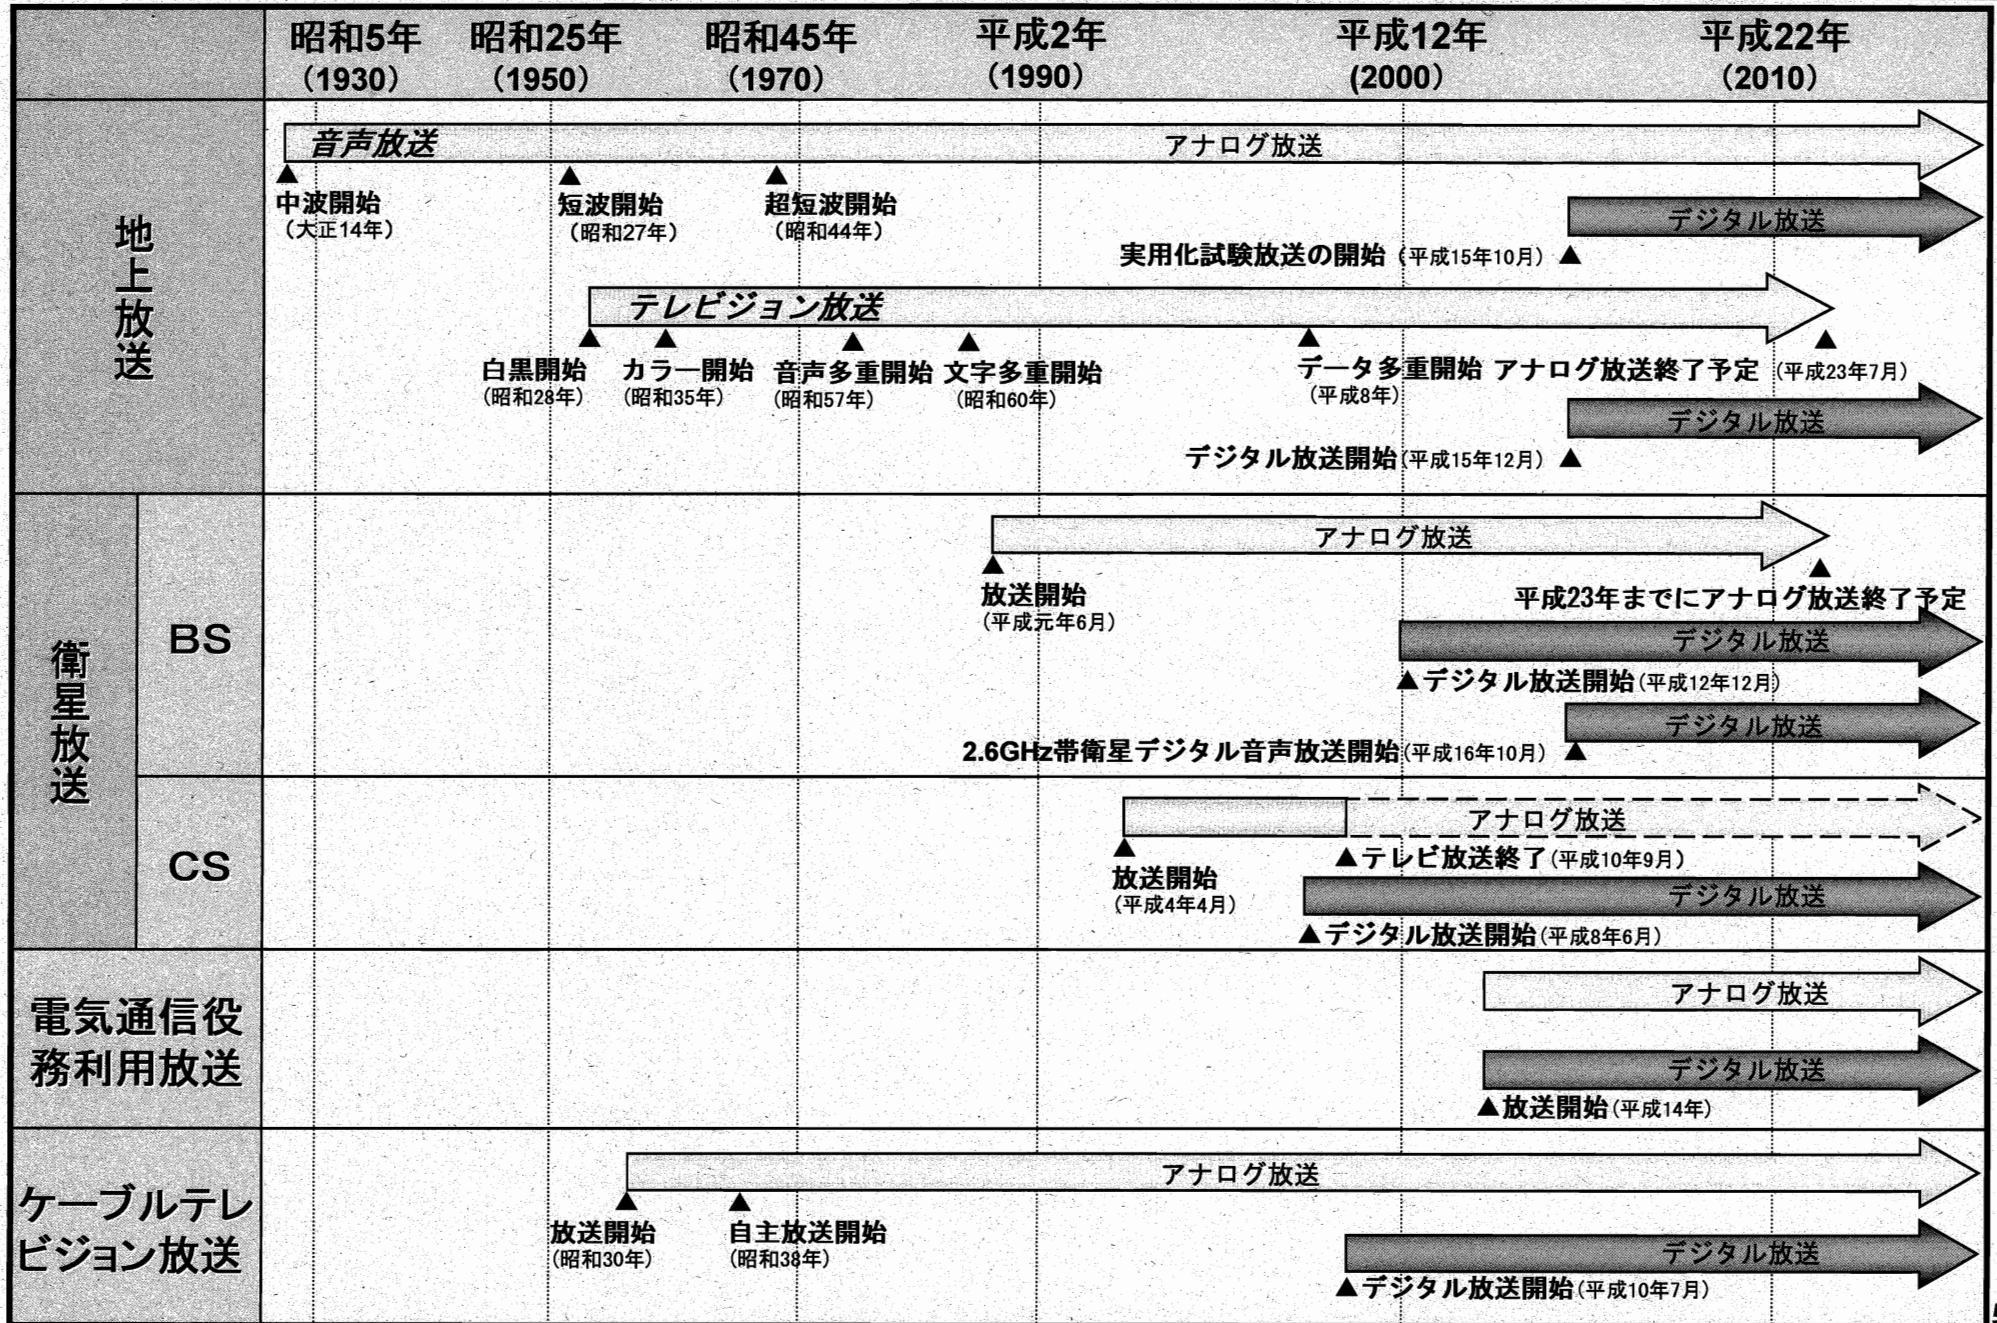 昭和5年 昭和25年 昭和45年 平成2年 平成12年 平成22年
（1930） （1950） （1970） （1990） (2000) （2010）
地上放送
音声放送 アナログ放送
中波開始 短波開始 超短波開始
（大正14年） （昭和27年） （昭和44年）
デジタル放送
実用化試験放送の開始（平成15年10月）▲
テレビジョン放送
白黒開始 カラー開始 音声多重開始 文字多重開始 データ多重開始 アナログ放送終了予定（平成23年7月）
（昭和28年） （昭和35年） （昭和57年） （昭和60年） （平成8年）
デジタル放送
デジタル放送開始（平成15年12月）▲
衛星放送
BS
アナログ放送
放送開始
（平成元年6月）
平成23年までにアナログ放送終了予定
デジタル放送
▲デジタル放送開始（平成12年12月）
デジタル放送
2.6GHz帯衛星デジタル音声放送開始（平成16年10月）▲
CS
アナログ放送
▲テレビ放送終了（平成10年9月）
放送開始
（平成4年4月）
デジタル放送
▲デジタル放送開始（平成8年6月）
電気通信役
務利用放送
アナログ放送
デジタル放送
▲放送開始（平成14年）
ケーブルテレ
ビジョン放送
アナログ放送
放送開始 自主放送開始
（昭和30年） （昭和38年）
デジタル放送
▲デジタル放送開始（平成10年7月）